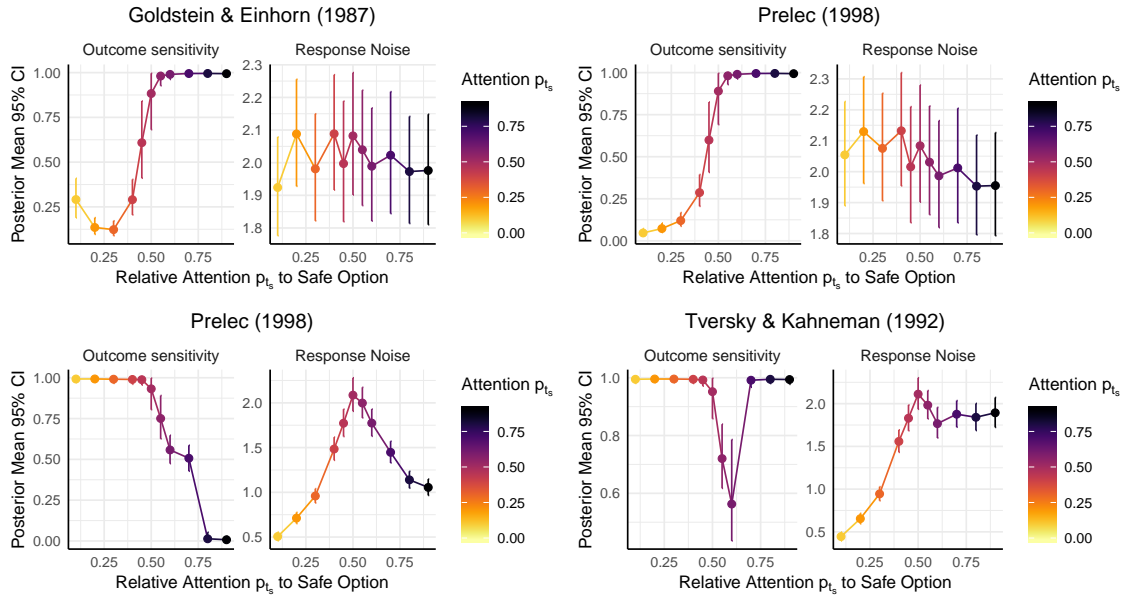 Goldstein & Einhorn (1987)
Outcome sensitivity
Response Noise
Posterior Mean 95% CI
1.00
0.75
0.50
0.25
2.3
2.2
2.1
2.0
1.9
1.8
0.25 0.50 0.75
0.25 0.50 0.75
Relative Attention pts to Safe Option
Attention pts
0.75
0.50
0.25
0.00
Prelec (1998)
Outcome sensitivity
Response Noise
Posterior Mean 95% CI
1.00
0.75
0.50
0.25
0.00
2.3
2.2
2.1
2.0
1.9
1.8
0.25 0.50 0.75
0.25 0.50 0.75
Relative Attention pts to Safe Option
Attention pts
0.75
0.50
0.25
0.00
Prelec (1998)
Outcome sensitivity
Response Noise
Posterior Mean 95% CI
1.00
0.75
0.50
0.25
0.00
2.0
1.5
1.0
0.5
0.25 0.50 0.75
0.25 0.50 0.75
Relative Attention pts to Safe Option
Attention pts
0.75
0.50
0.25
0.00
Tversky & Kahneman (1992)
Outcome sensitivity
Response Noise
Posterior Mean 95% CI
1.0
0.8
0.6
2.0
1.5
1.0
0.5
0.25 0.50 0.75
0.25 0.50 0.75
Relative Attention pts to Safe Option
Attention pts
0.75
0.50
0.25
0.00